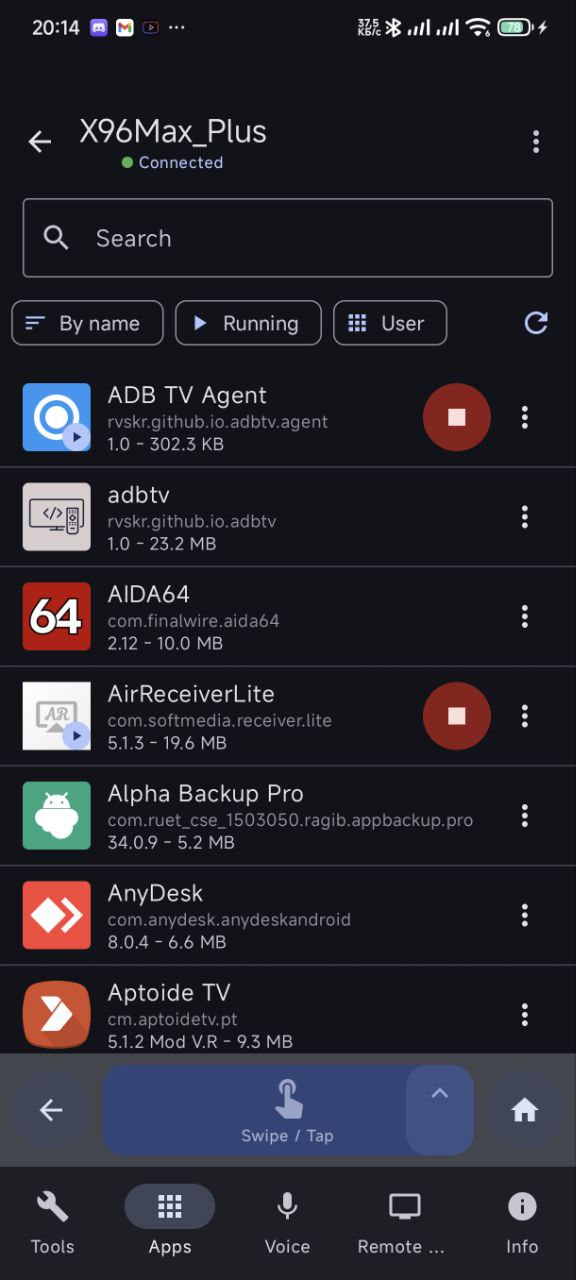 20:14
37,5
КБ/с
6
78
X96Max_Plus
Connected
Search
By name
Running
User
ADB TV Agent
rvskr.github.io.adbtv.agent
1.0 - 302.3 KB
adbtv
rvskr.github.io.adbtv
1.0 - 23.2 MB
64
AIDA64
com.finalwire.aida64
2.12 - 10.0 MB
AR
AirReceiverLite
com.softmedia.receiver.lite
5.1.3 - 19.6 MB
Alpha Backup Pro
com.ruet_cse_1503050.ragib.appbackup.pro
34.0.9 - 5.2 MB
AnyDesk
com.anydesk.anydeskandroid
8.0.4 - 6.6 MB
Aptoide TV
cm.aptoidetv.pt
5.1.2 Mod V.R - 9.3 MB
Swipe / Tap
Tools
Apps
Voice
Remote ...
Info